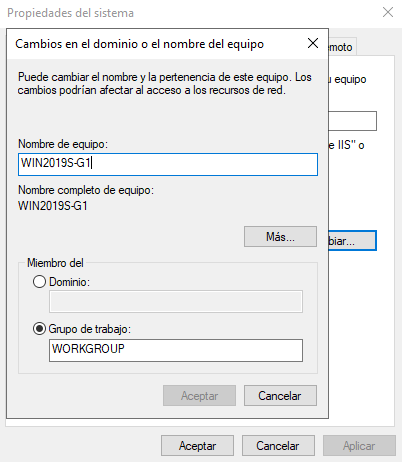 Propiedades del sistema
Cambios en el dominio o el nombre del equipo
emoto
Puede cambiar el nombre y la pertenencia de este equipo. Los
cambios podrían afectar al acceso a los recursos de red.
u equipo
Nombre de equipo:
WIN2019S-G1
e IIS" o
Nombre completo de equipo:
WIN2019S-G1
Más...
biar...
Miembro del
Dominio:
Grupo de trabajo:
WORKGROUP
Aceptar Cancelar
Aceptar Cancelar Aplicar